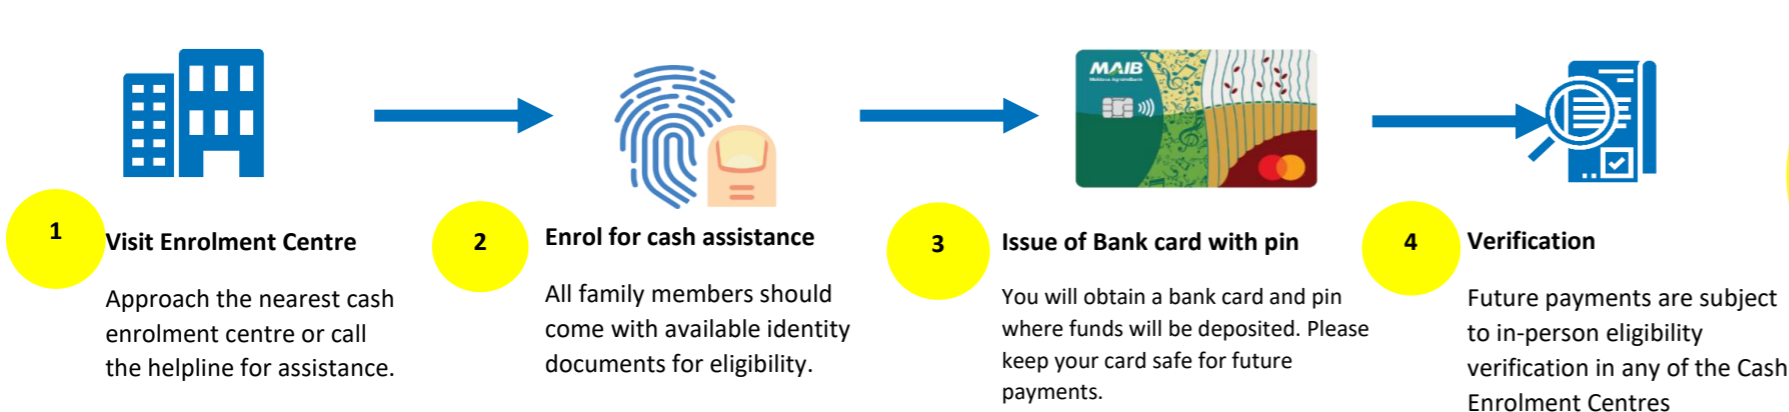 MAIB
Moldova Agroindbank
1
Visit Enrolment Centre
Approach the nearest cash
enrolment centre or call
the helpline for assistance.
2
Enrol for cash assistance
All family members should
come with available identity
documents for eligibility.
3
Issue of Bank card with pin
You will obtain a bank card and pin
where funds will be deposited. Please
keep your card safe for future
payments.
4
Verification
Future payments are subject
to in-person eligibility
verification in any of the Cash
Enrolment Centres